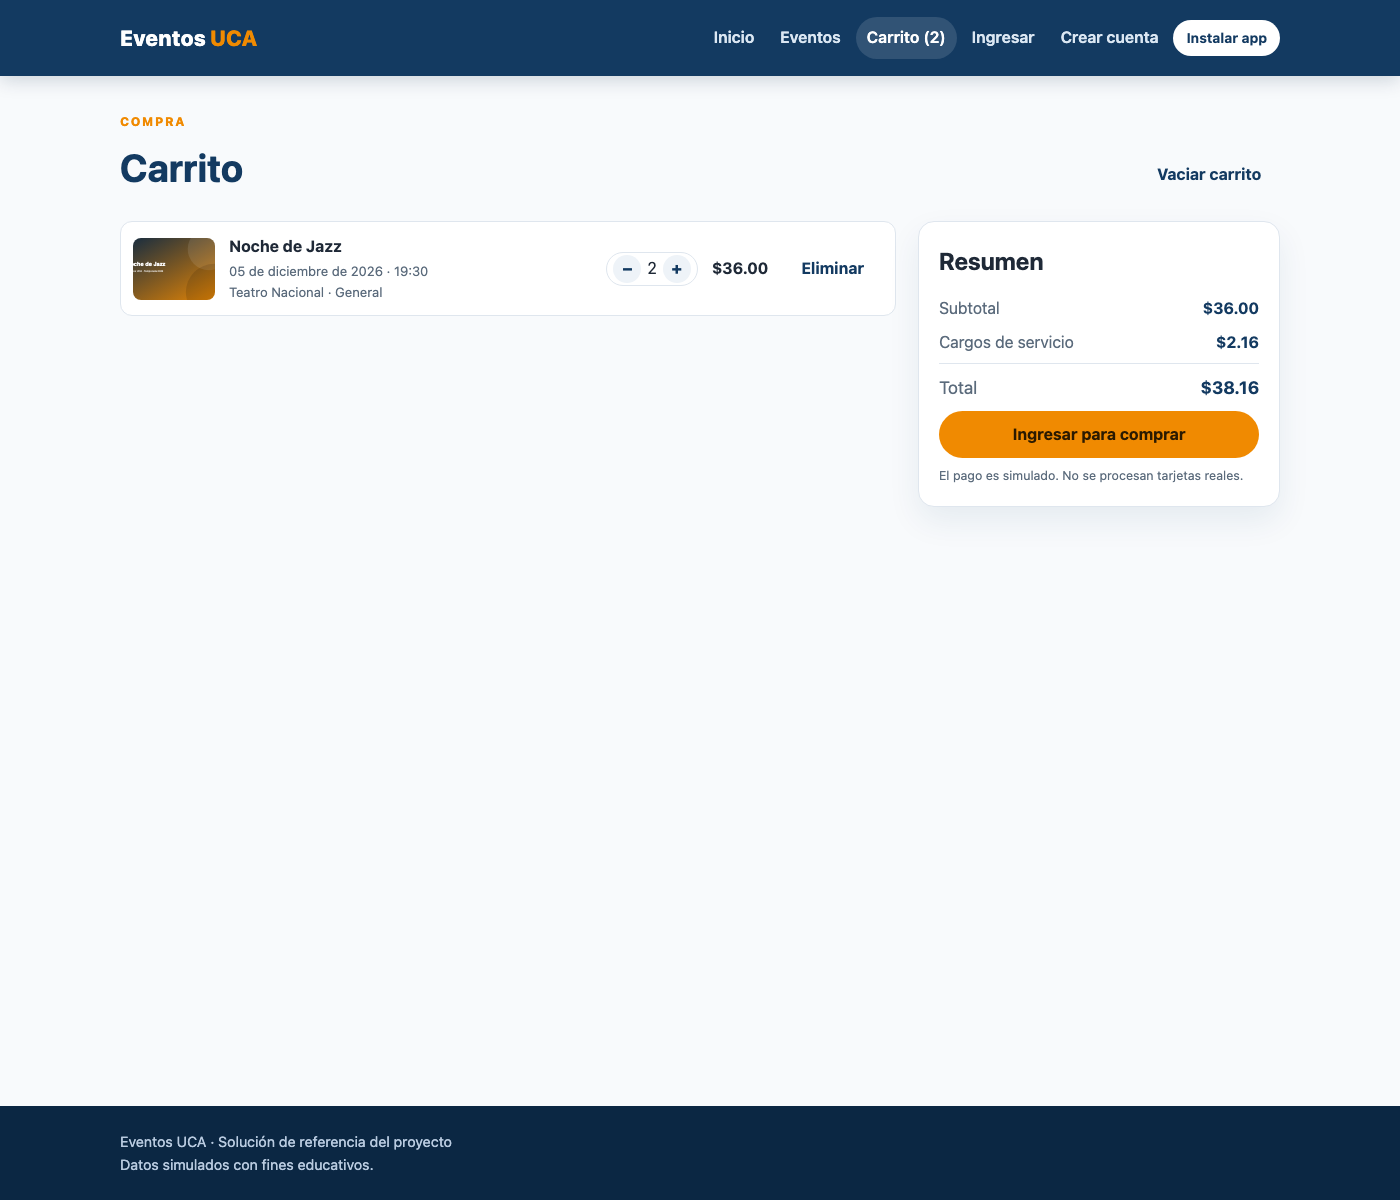 Eventos UCA
Inicio
Eventos
Carrito (2)
Ingresar
Crear cuenta
Instalar app
COMPRA
Carrito
Vaciar carrito
Noche de Jazz
05 de diciembre de 2026 · 19:30
Teatro Nacional · General
− 2 +
$36.00
Eliminar
Resumen
Subtotal $36.00
Cargos de servicio $2.16
Total $38.16
Ingresar para comprar
El pago es simulado. No se procesan tarjetas reales.
Eventos UCA · Solución de referencia del proyecto
Datos simulados con fines educativos.